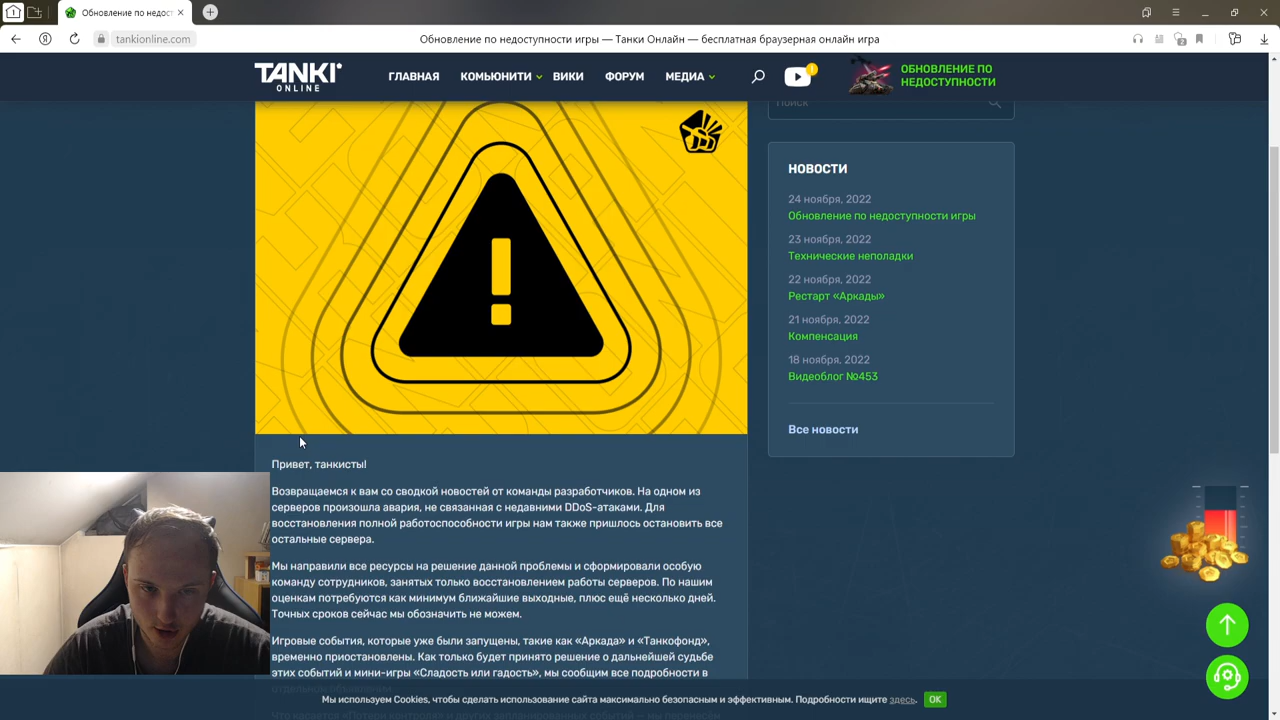 Обновление по недост
tankionline.com
Обновление по недоступности игры — Танки Онлайн — бесплатная браузерная онлайн игра
2
TANKI
ONLINE
ГЛАВНАЯ
КОМЬЮНИТИ
ВИКИ
ФОРУМ
МЕДИА
ОБНОВЛЕНИЕ ПО
НЕДОСТУПНОСТИ
Поиск
НОВОСТИ
24 ноября, 2022
Обновление по недоступности игры
23 ноября, 2022
Технические неполадки
22 ноября, 2022
Рестарт «Аркады»
21 ноября, 2022
Компенсация
18 ноября, 2022
Видеоблог №453
Все новости
Привет, танкисты!
Возвращаемся к вам со сводкой новостей от команды разработчиков. На одном из
серверов произошла авария, не связанная с недавними DDoS-атаками. Для
восстановления полной работоспособности игры нам также пришлось остановить все
остальные сервера.
Мы направили все ресурсы на решение данной проблемы и сформировали особую
команду сотрудников, занятых только восстановлением работы серверов. По нашим
оценкам потребуются как минимум ближайшие выходные, плюс ещё несколько дней.
Точных сроков сейчас мы обозначить не можем.
Игровые события, которые уже были запущены, такие как «Аркада» и «Танкофонд»,
временно приостановлены. Как только будет принято решение о дальнейшей судьбе
этих событий и мини-игры «Сладость или гадость», мы сообщим все подробности в
Мы используем Cookies, чтобы сделать использование сайта максимально безопасным и эффективным. Подробности ищите здесь.
OK